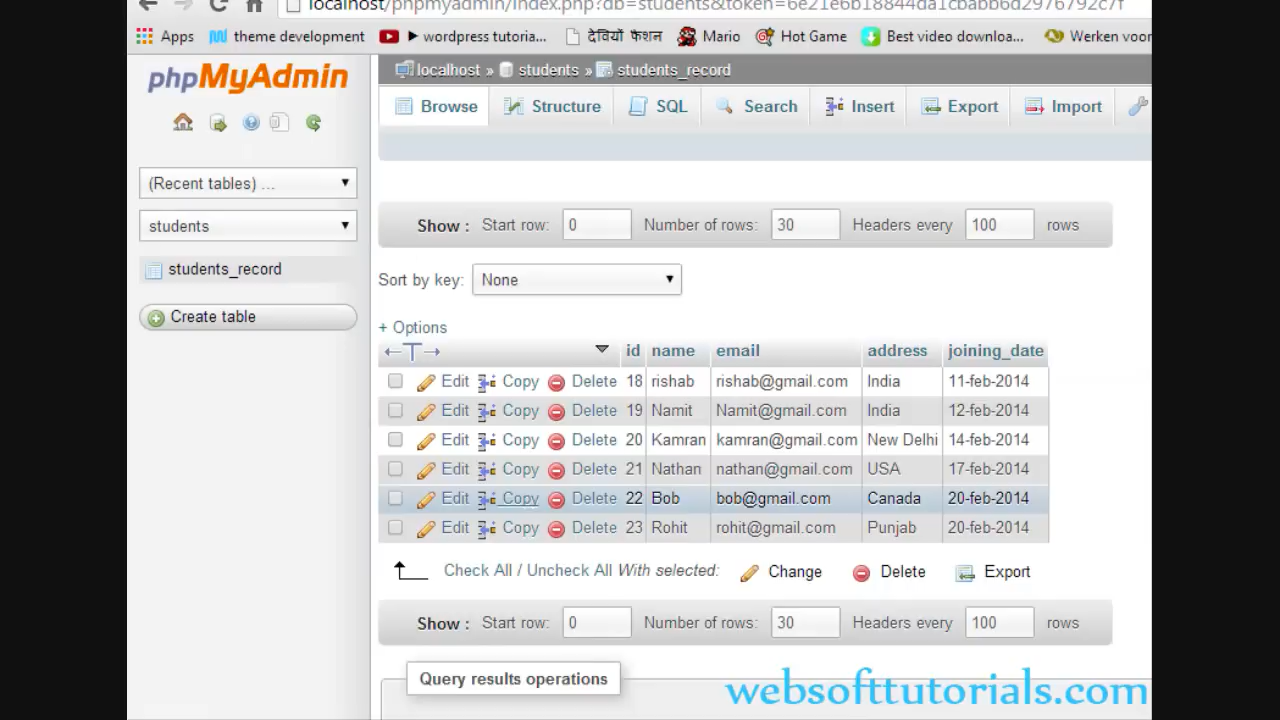 localhost/phpmyadmin/index.php?db=students&token=6e21e6b18844da1cbabb6d2976792c7f
Apps theme development ► wordpress tutoria... देवियो फैशन Mario Hot Game Best video downloa... Werken voor
phpMyAdmin
localhost » students » students_record
Browse Structure SQL Search Insert Export Import
(Recent tables) ...
students
students_record
Create table
Show : Start row: 0 Number of rows: 30 Headers every 100 rows
Sort by key: None
+ Options
←T→ id name email address joining_date
Edit Copy Delete 18 rishab rishab@gmail.com India 11-feb-2014
Edit Copy Delete 19 Namit Namit@gmail.com India 12-feb-2014
Edit Copy Delete 20 Kamran kamran@gmail.com New Delhi 14-feb-2014
Edit Copy Delete 21 Nathan nathan@gmail.com USA 17-feb-2014
Edit Copy Delete 22 Bob bob@gmail.com Canada 20-feb-2014
Edit Copy Delete 23 Rohit rohit@gmail.com Punjab 20-feb-2014
Check All / Uncheck All With selected: Change Delete Export
Show : Start row: 0 Number of rows: 30 Headers every 100 rows
Query results operations
websofttutorials.com